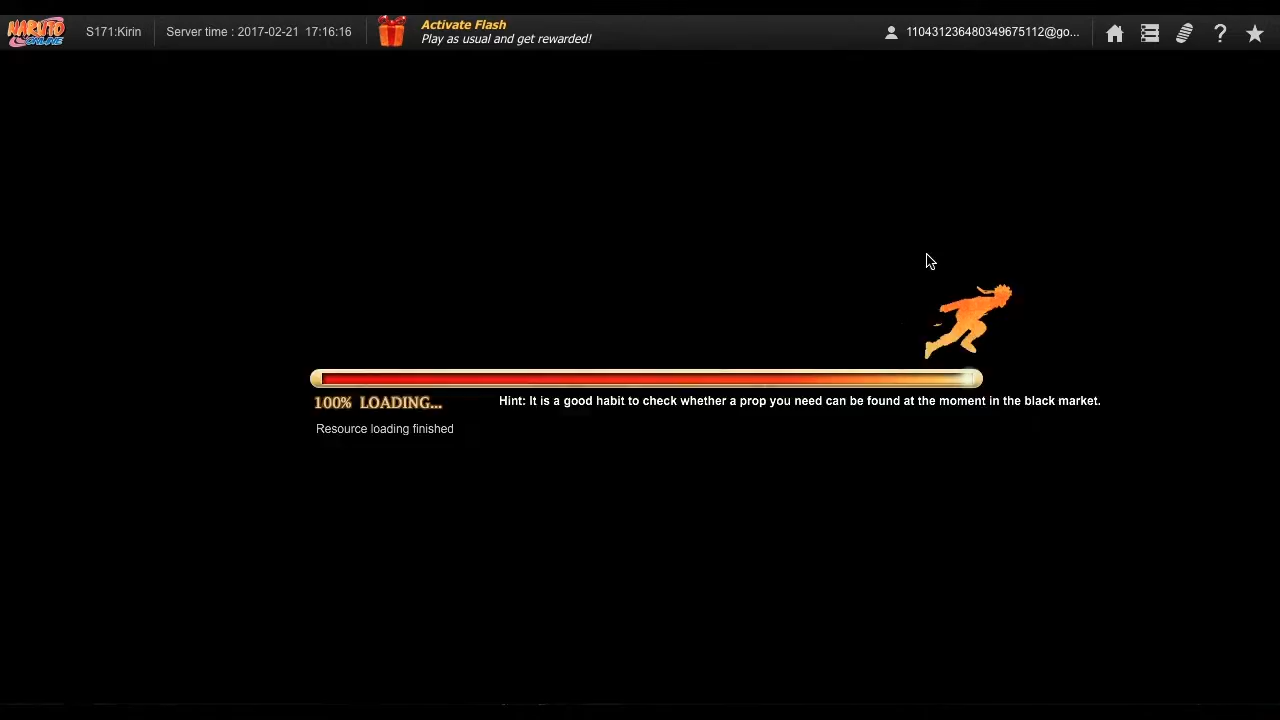 NARUTO
ONLINE
S171:Kirin
Server time : 2017-02-21 17:16:16
Activate Flash
Play as usual and get rewarded!
110431236480349675112@go...
100% LOADING...
Hint: It is a good habit to check whether a prop you need can be found at the moment in the black market.
Resource loading finished